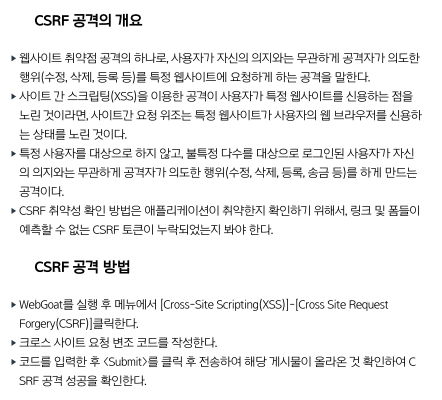 CSRF 공격의 개요
▸ 웹사이트 취약점 공격의 하나로, 사용자가 자신의 의지와는 무관하게 공격자가 의도한
행위(수정, 삭제, 등록 등)를 특정 웹사이트에 요청하게 하는 공격을 말한다.
▸ 사이트 간 스크립팅(XSS)을 이용한 공격이 사용자가 특정 웹사이트를 신용하는 점을
노린 것이라면, 사이트간 요청 위조는 특정 웹사이트가 사용자의 웹 브라우저를 신용하
는 상태를 노린 것이다.
▸ 특정 사용자를 대상으로 하지 않고, 불특정 다수를 대상으로 로그인된 사용자가 자신
의 의지와는 무관하게 공격자가 의도한 행위(수정, 삭제, 등록, 송금 등)를 하게 만드는
공격이다.
▸ CSRF 취약성 확인 방법은 애플리케이션이 취약한지 확인하기 위해서, 링크 및 폼들이
예측할 수 없는 CSRF 토큰이 누락되었는지 봐야 한다.
CSRF 공격 방법
▸ WebGoat를 실행 후 메뉴에서 [Cross-Site Scripting(XSS)]-[Cross Site Request
Forgery(CSRF)]클릭한다.
▸ 크로스 사이트 요청 변조 코드를 작성한다.
▸ 코드를 입력한 후 <Submit>를 클릭 후 전송하여 해당 게시물이 올라온 것 확인하여 C
SRF 공격 성공을 확인한다.